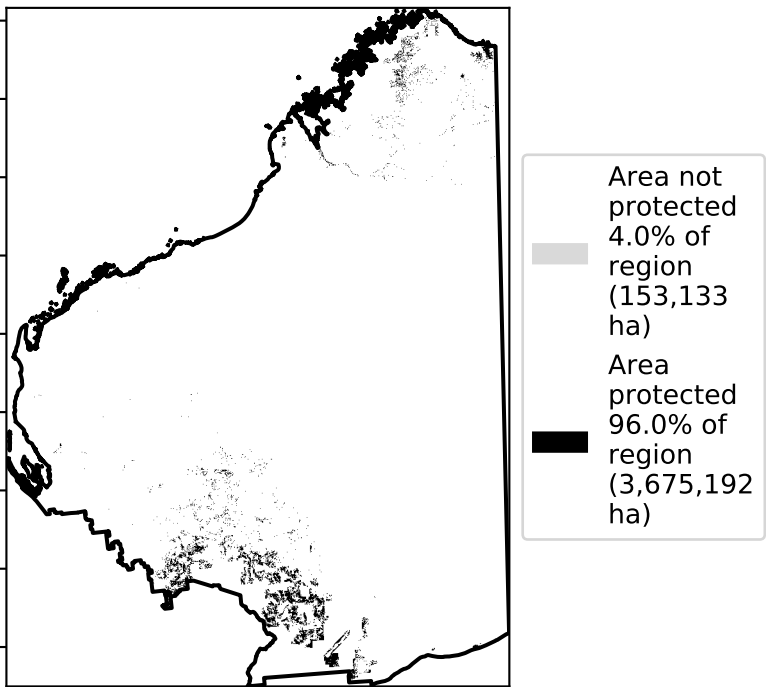 Area not
protected
4.0% of
region
(153,133
ha)
Area
protected
96.0% of
region
(3,675,192
ha)